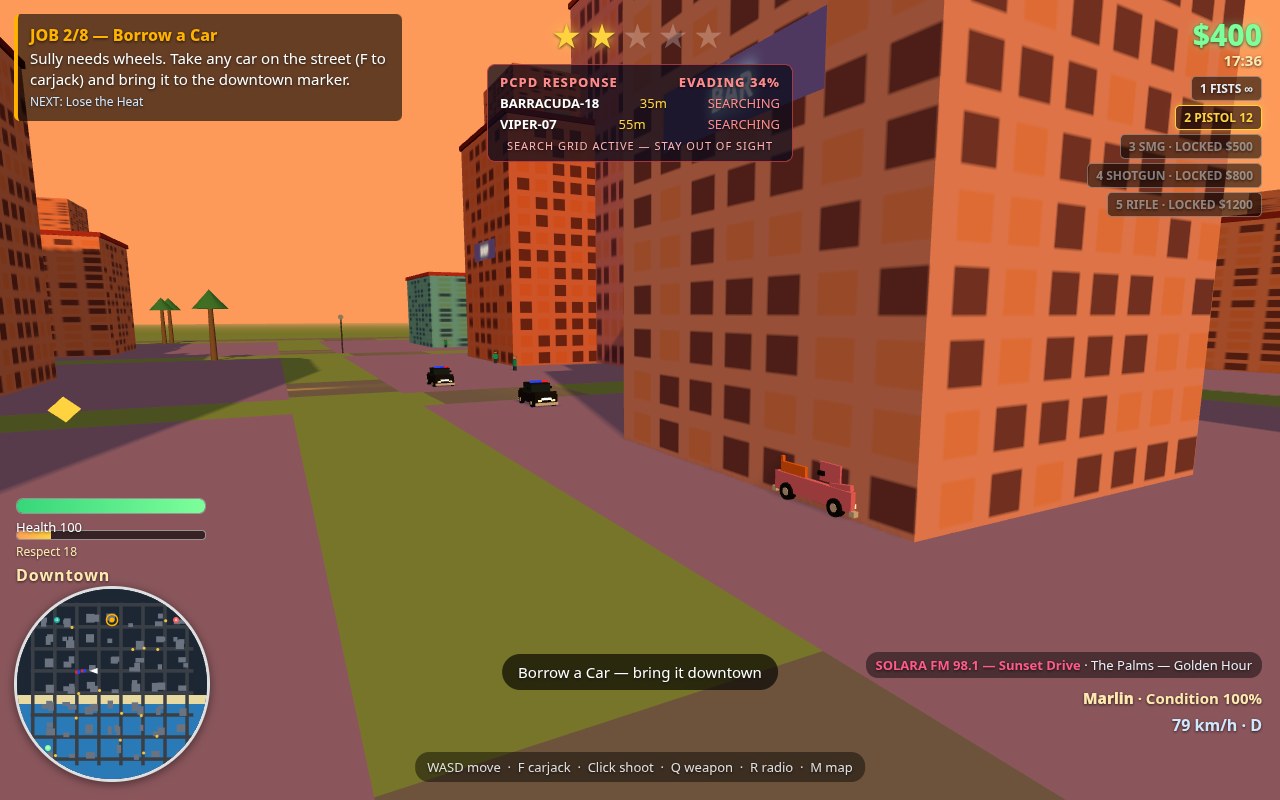 JOB 2/8 — Borrow a Car
Sully needs wheels. Take any car on the street (F to
carjack) and bring it to the downtown marker.
NEXT: Lose the Heat
PCPD RESPONSE EVADING 34%
BARRACUDA-18 35m SEARCHING
VIPER-07 55m SEARCHING
SEARCH GRID ACTIVE — STAY OUT OF SIGHT
BAR
$400
17:36
1 FISTS ∞
2 PISTOL 12
3 SMG · LOCKED $500
4 SHOTGUN · LOCKED $800
5 RIFLE · LOCKED $1200
Health 100
Respect 18
Downtown
Borrow a Car — bring it downtown
SOLARA FM 98.1 — Sunset Drive · The Palms — Golden Hour
Marlin · Condition 100%
79 km/h · D
WASD move · F carjack · Click shoot · Q weapon · R radio · M map